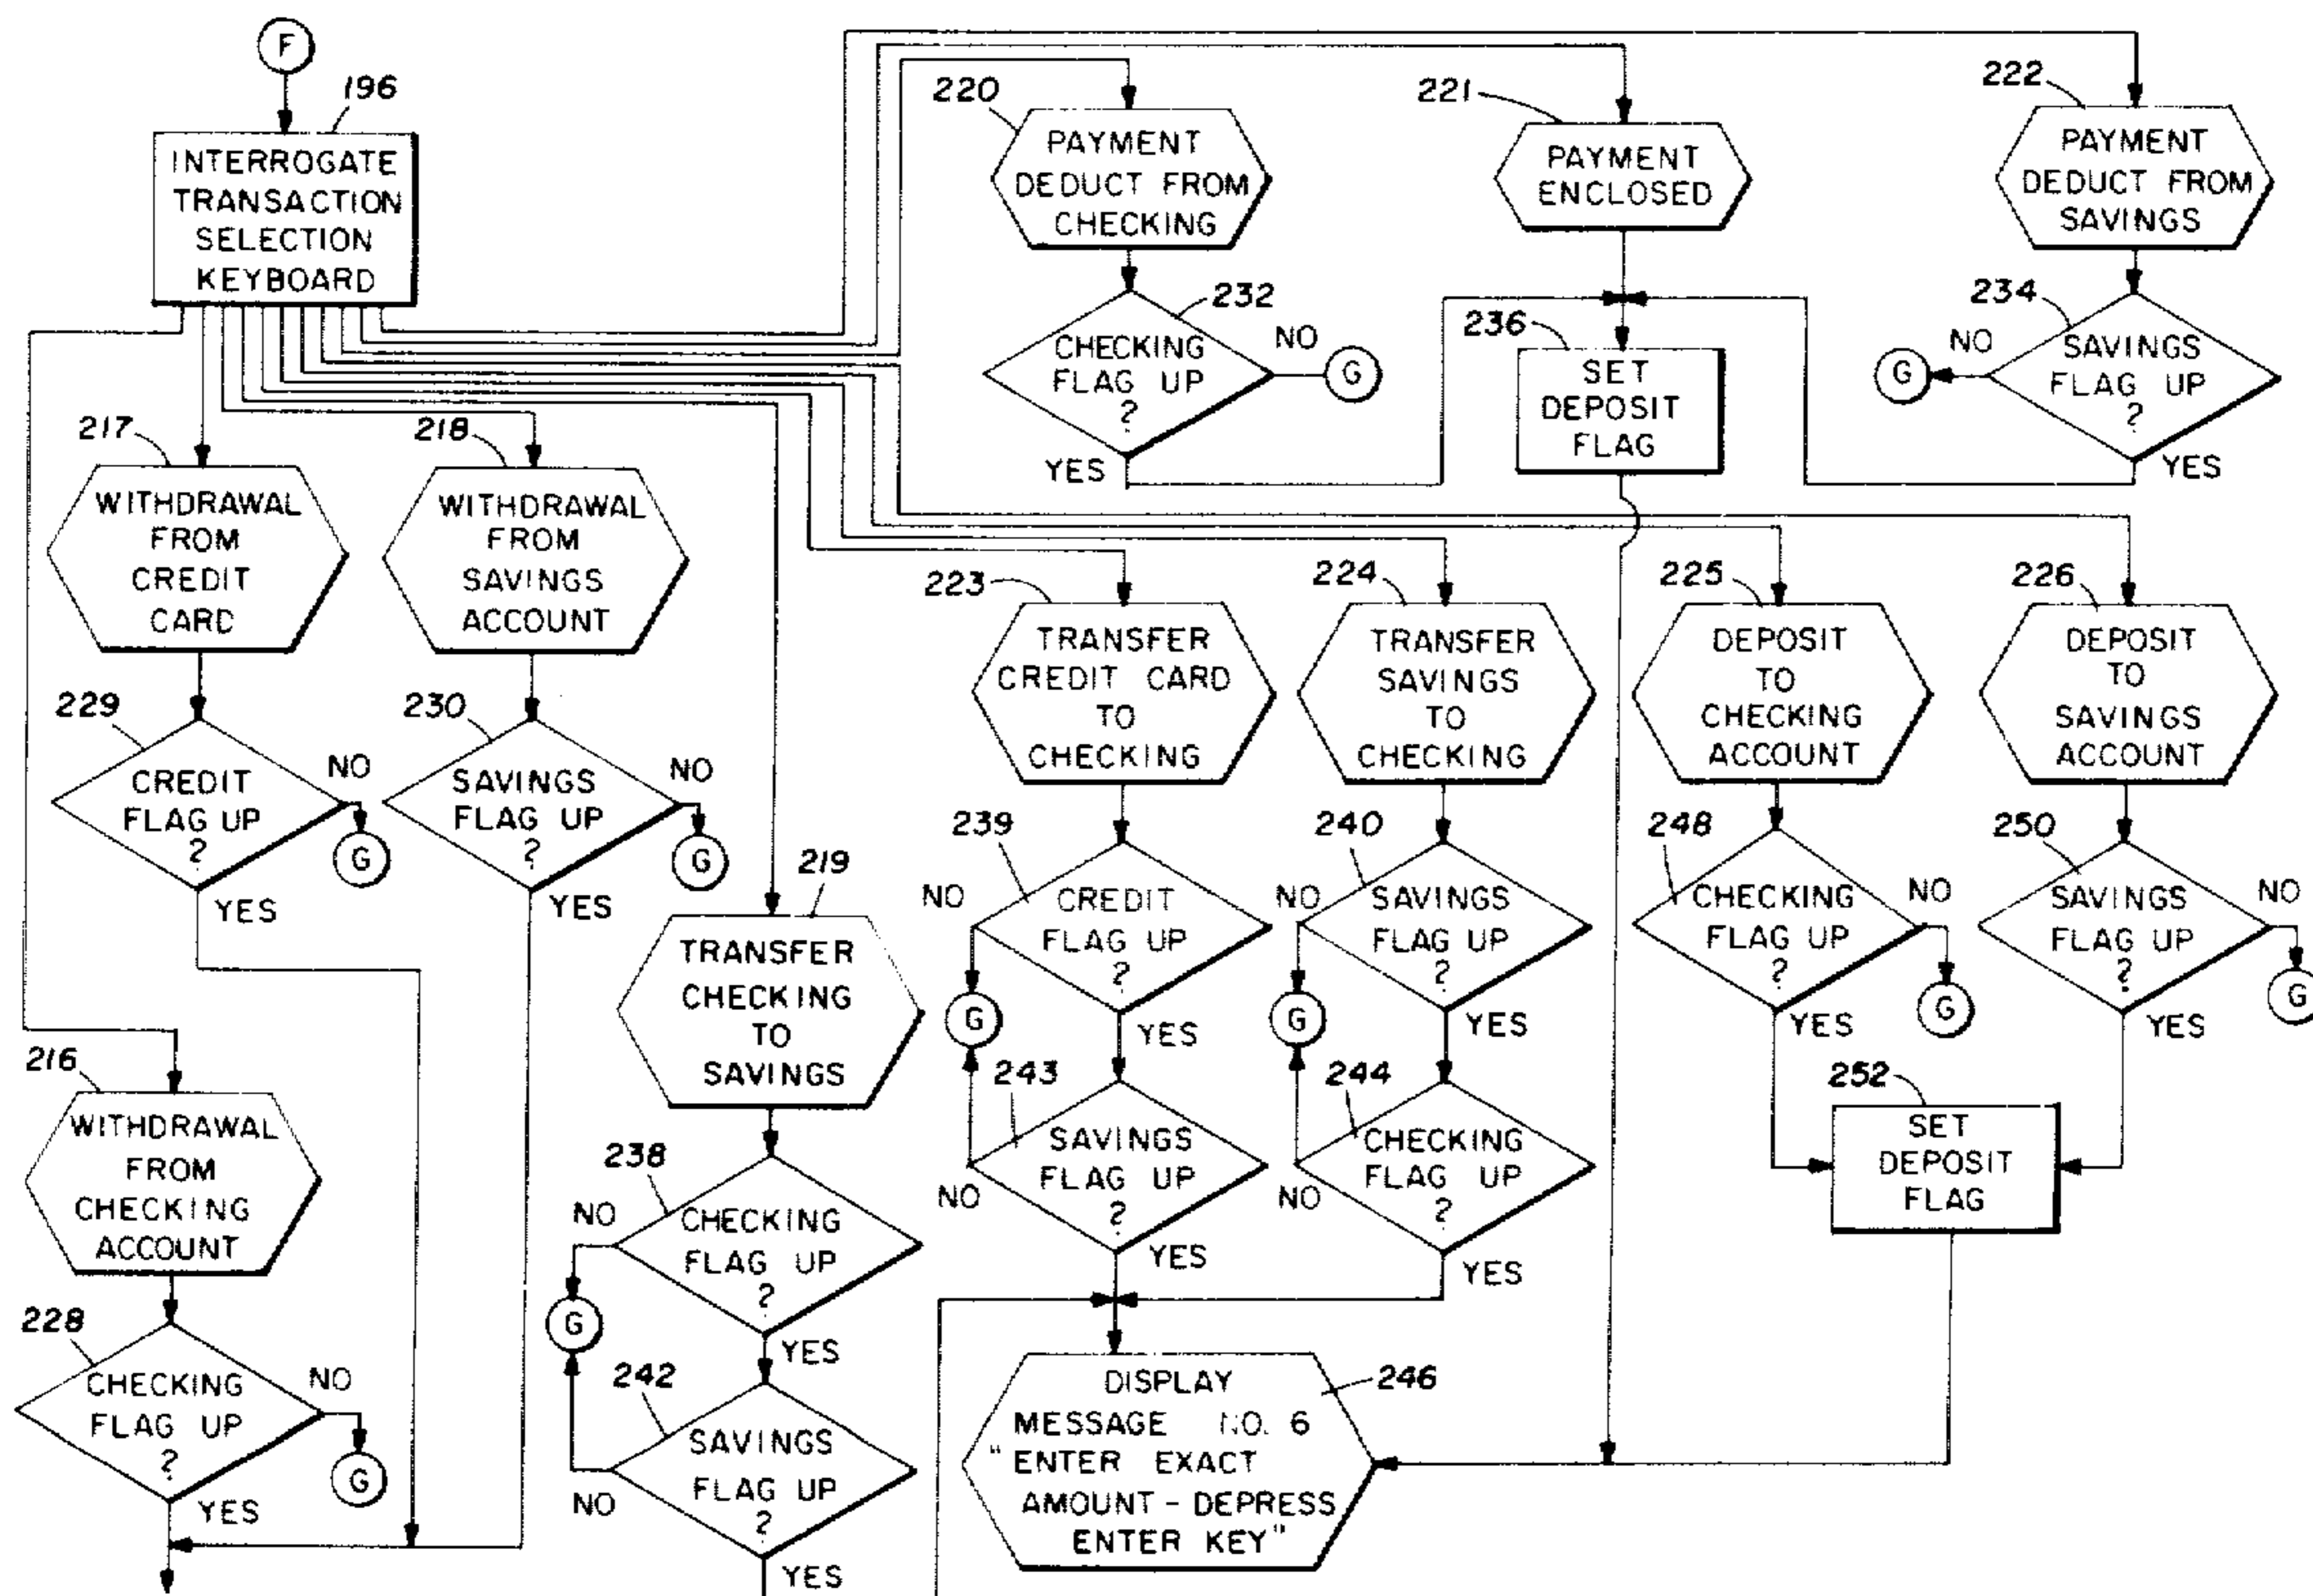 F
196
INTERROGATE
TRANSACTION
SELECTION
KEYBOARD
220
PAYMENT
DEDUCT FROM
CHECKING
221
PAYMENT
ENCLOSED
222
PAYMENT
DEDUCT FROM
SAVINGS
232
CHECKING
FLAG UP
?
NO
G
YES
236
SET
DEPOSIT
FLAG
234
SAVINGS
FLAG UP
?
NO
G
YES
217
WITHDRAWAL
FROM
CREDIT
CARD
218
WITHDRAWAL
FROM
SAVINGS
ACCOUNT
229
CREDIT
FLAG UP
?
NO
G
YES
230
SAVINGS
FLAG UP
?
NO
G
YES
223
TRANSFER
CREDIT CARD
TO
CHECKING
224
TRANSFER
SAVINGS
TO
CHECKING
225
DEPOSIT
TO
CHECKING
ACCOUNT
226
DEPOSIT
TO
SAVINGS
ACCOUNT
219
TRANSFER
CHECKING
TO
SAVINGS
239
CREDIT
FLAG UP
?
NO
G
YES
240
SAVINGS
FLAG UP
?
NO
G
YES
248
CHECKING
FLAG UP
?
NO
G
YES
250
SAVINGS
FLAG UP
?
NO
G
YES
216
WITHDRAWAL
FROM
CHECKING
ACCOUNT
238
CHECKING
FLAG UP
?
NO
G
YES
243
SAVINGS
FLAG UP
?
NO
YES
244
CHECKING
FLAG UP
?
NO
YES
252
SET
DEPOSIT
FLAG
228
CHECKING
FLAG UP
?
NO
G
YES
242
SAVINGS
FLAG UP
?
NO
YES
246
DISPLAY
MESSAGE NO. 6
"ENTER EXACT
AMOUNT - DEPRESS
ENTER KEY"